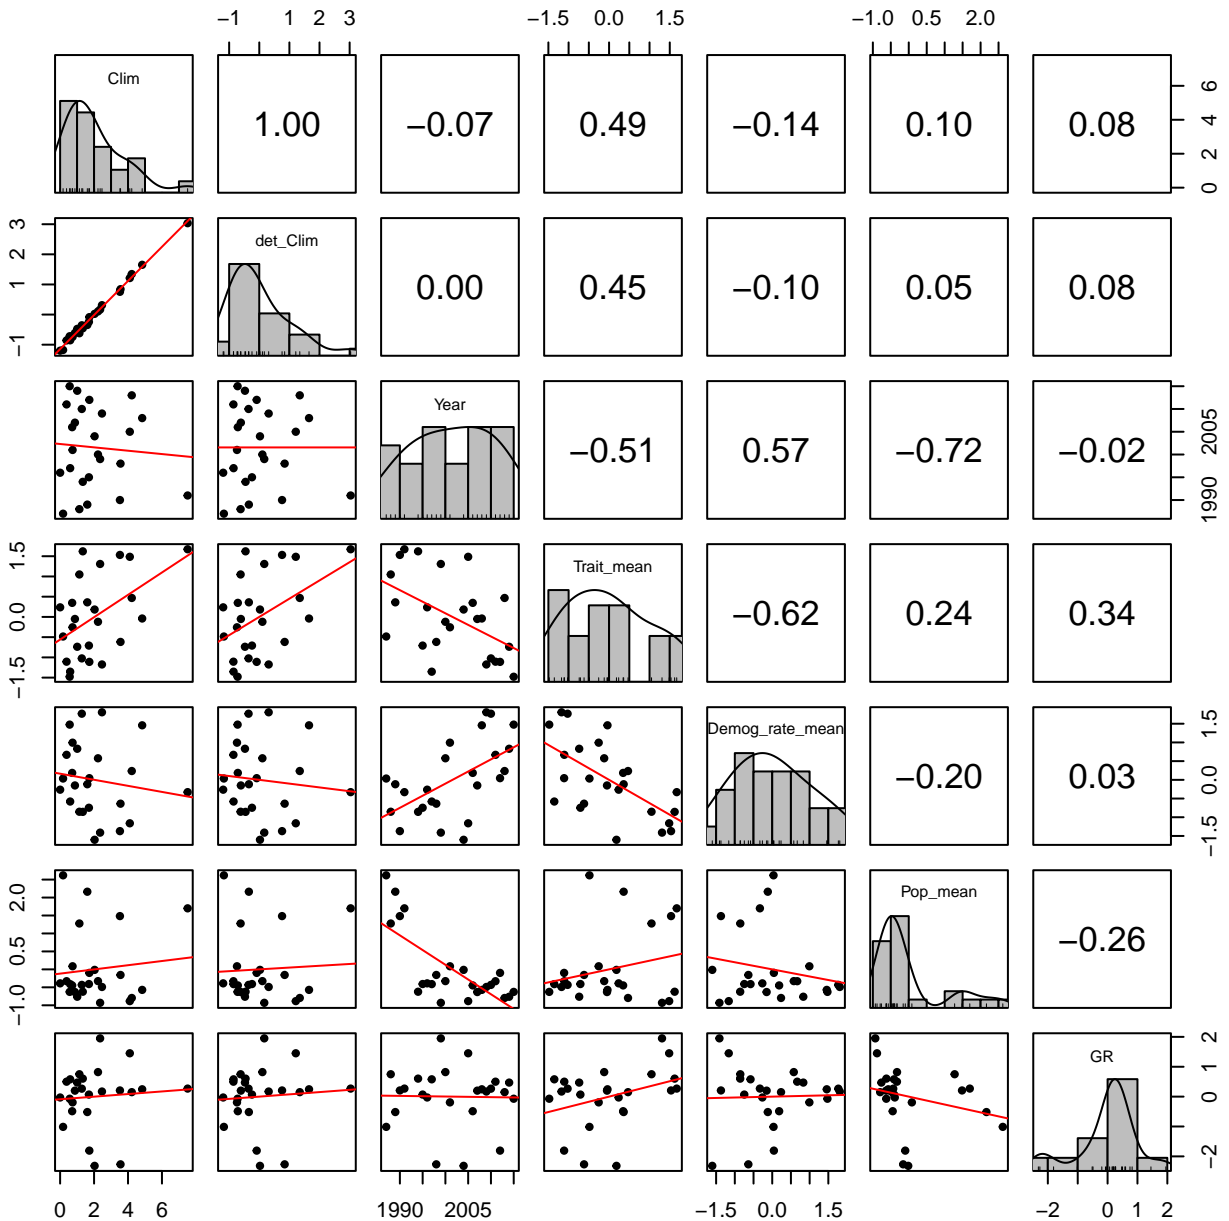 −1 1 2 3 −1.5 0.0 1.5 −1.0 0.5 2.0
Clim 1.00 −0.07 0.49 −0.14 0.10 0.08 0 2 4 6
−1 1 2 3 det_Clim 0.00 0.45 −0.10 0.05 0.08
Year −0.51 0.57 −0.72 −0.02 1990 2005
−1.5 0.0 1.5 Trait_mean −0.62 0.24 0.34
Demog_rate_mean −0.20 0.03 −1.5 0.0 1.5
−1.0 0.5 2.0 Pop_mean −0.26
GR −2 0 1 2
0 2 4 6 1990 2005 −1.5 0.0 1.5 −2 0 1 2